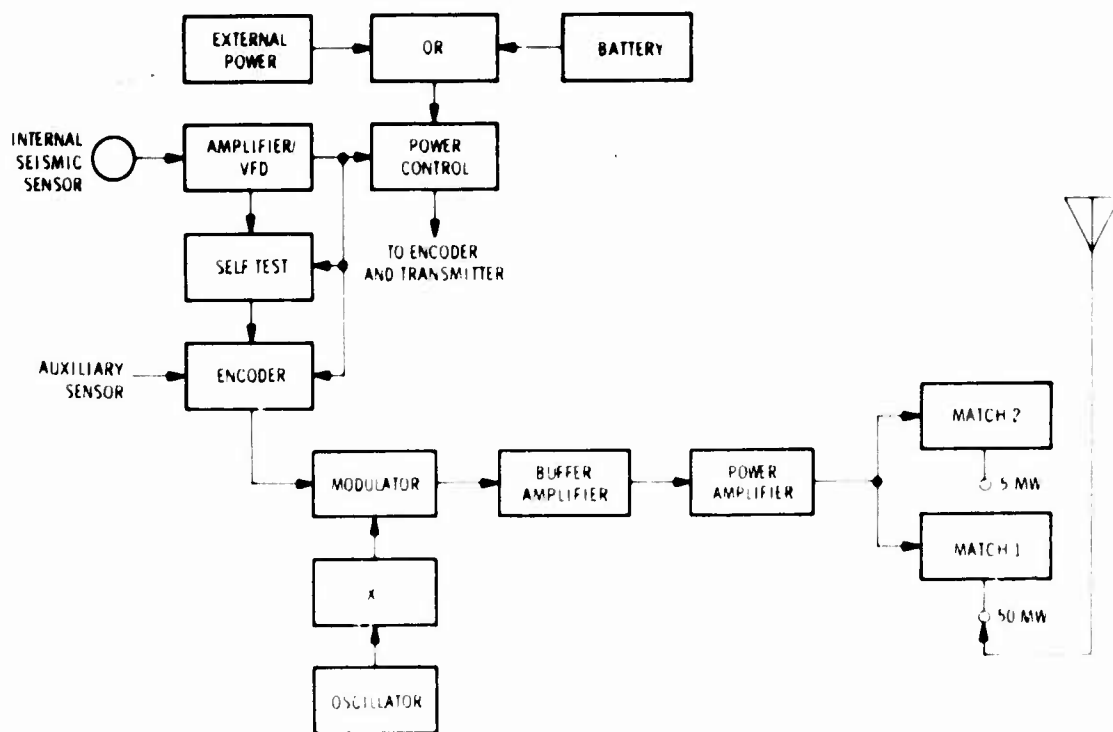 EXTERNAL
POWER
OR
BATTERY
INTERNAL
SEISMIC
SENSOR
AMPLIFIER/
VFD
POWER
CONTROL
TO ENCODER
AND TRANSMITTER
SELF TEST
AUXILIARY
SENSOR
ENCODER
MODULATOR
BUFFER
AMPLIFIER
POWER
AMPLIFIER
MATCH 2
5 MW
MATCH 1
50 MW
X
OSCILLATOR